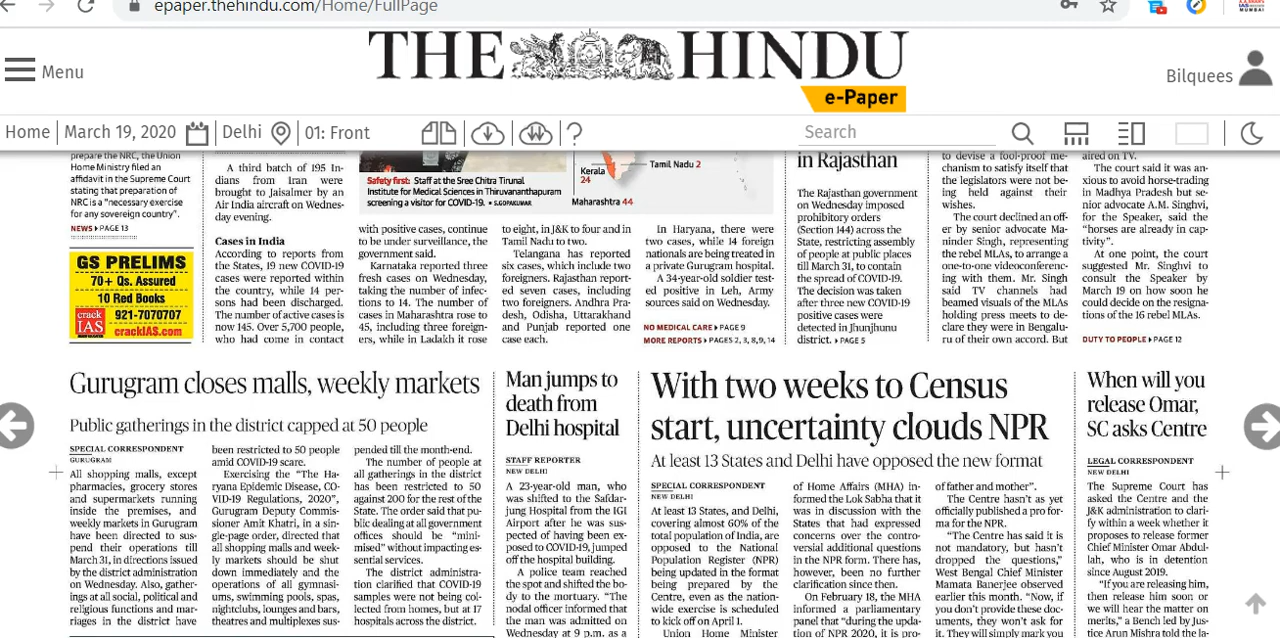 epaper.thehindu.com/Home/FullPage
THE HINDU
e-Paper
Menu
Bilquees
Home
March 19, 2020
Delhi
01: Front
?
Search
prepare the NRC, the Union
Home Ministry filed an
affidavit in the Supreme Court
stating that preparation of
NRC is a “necessary exercise
for any sovereign country”.
NEWS ▸ PAGE 13
GS PRELIMS
70+ Qs. Assured
10 Red Books
crack
IAS
921-7070707
crackIAS.com
A third batch of 195 In-
dians from Iran were
brought to Jaisalmer by an
Air India aircraft on Wednes-
day evening.
Cases in India
According to reports from
the States, 19 new COVID-19
cases were reported within
the country, while 14 per-
sons had been discharged.
The number of active cases is
now 145. Over 5,700 people,
who had come in contact
Safety first: Staff at the Sree Chitra Tirunal
Institute for Medical Sciences in Thiruvananthapuram
screening a visitor for COVID-19. • S.GOPAKUMAR
Kerala
24
Tamil Nadu 2
Maharashtra 44
with positive cases, continue
to be under surveillance, the
government said.
Karnataka reported three
fresh cases on Wednesday,
taking the number of infec-
tions to 14. The number of
cases in Maharashtra rose to
45, including three foreign-
ers, while in Ladakh it rose
to eight, in J&K to four and in
Tamil Nadu to two.
Telangana has reported
six cases, which include two
foreigners. Rajasthan report-
ed seven cases, including
two foreigners. Andhra Pra-
desh, Odisha, Uttarakhand
and Punjab reported one
case each.
In Haryana, there were
two cases, while 14 foreign
nationals are being treated in
a private Gurugram hospital.
A 34-year-old soldier test-
ed positive in Leh, Army
sources said on Wednesday.
NO MEDICAL CARE ▸ PAGE 9
MORE REPORTS ▸ PAGES 2, 3, 8,9, 14
in Rajasthan
The Rajasthan government
on Wednesday imposed
prohibitory orders
(Section 144) across the
State, restricting assembly
of people at public places
till March 31, to contain
the spread of COVID-19.
The decision was taken
after three new COVID-19
positive cases were
detected in Jhunjhunu
district. ▸ PAGE 5
to devise a fool-proof me-
chanism to satisfy itself that
the legislators were not be-
ing held against their
wishes.
The court declined an off-
er by senior advocate Ma-
ninder Singh, representing
the rebel MLAs, to arrange a
one-to-one videoconferenc-
ing with them. Mr. Singh
said TV channels had
beamed visuals of the MLAs
holding press meets to de-
clare they were in Bengalu-
ru of their own accord. But
aired on TV.
The court said it was an-
xious to avoid horse-trading
in Madhya Pradesh but se-
nior advocate A.M. Singhvi,
for the Speaker, said the
“horses are already in cap-
tivity”.
At one point, the court
suggested Mr. Singhvi to
consult the Speaker by
March 19 on how soon he
could decide on the resigna-
tions of the 16 rebel MLAs.
DUTY TO PEOPLE ▸ PAGE 12
Gurugram closes malls, weekly markets
Public gatherings in the district capped at 50 people
SPECIAL CORRESPONDENT
GURUGRAM
All shopping malls, except
pharmacies, grocery stores
and supermarkets running
inside the premises, and
weekly markets in Gurugram
have been directed to sus-
pend their operations till
March 31, in directions issued
by the district administration
on Wednesday. Also, gather-
ings at all social, political and
religious functions and mar-
riages in the district have
been restricted to 50 people
amid COVID-19 scare.
Exercising the “The Ha-
ryana Epidemic Disease, CO-
VID-19 Regulations, 2020”,
Gurugram Deputy Commis-
sioner Amit Khatri, in a sin-
gle-page order, directed that
all shopping malls and week-
ly markets should be shut
down immediately and the
operations of all gymnasi-
ums, swimming pools, spas,
nightclubs, lounges and bars,
theatres and multiplexes sus-
pended till the month-end.
The number of people at
all gatherings in the district
has been restricted to 50
against 200 for the rest of the
State. The order said that pu-
blic dealing at all government
offices should be “mini-
mised” without impacting es-
sential services.
The district administra-
tion clarified that COVID-19
samples were not being col-
lected from homes, but at 17
hospitals across the district.
Man jumps to
death from
Delhi hospital
STAFF REPORTER
NEW DELHI
A 23-year-old man, who
was shifted to the Safdar-
jung Hospital from the IGI
Airport after he was sus-
pected of having been ex-
posed to COVID-19, jumped
off the hospital building.
A police team reached
the spot and shifted the bo-
dy to the mortuary. “The
nodal officer informed that
the man was admitted on
Wednesday at 9 p.m. as a
With two weeks to Census
start, uncertainty clouds NPR
At least 13 States and Delhi have opposed the new format
SPECIAL CORRESPONDENT
NEW DELHI
At least 13 States, and Delhi,
covering almost 60% of the
total population of India, are
opposed to the National
Population Register (NPR)
being updated in the format
being prepared by the
Centre, even as the nation-
wide exercise is scheduled
to kick off on April 1.
Union Home Minister
of Home Affairs (MHA) in-
formed the Lok Sabha that it
was in discussion with the
States that had expressed
concerns over the contro-
versial additional questions
in the NPR form. There has,
however, been no further
clarification since then.
On February 18, the MHA
informed a parliamentary
panel that “during the upda-
tion of NPR 2020, it is pro-
of father and mother”.
The Centre hasn’t as yet
officially published a pro for-
ma for the NPR.
“The Centre has said it is
not mandatory, but hasn’t
dropped the questions,”
West Bengal Chief Minister
Mamata Banerjee observed
earlier this month. “Now, if
you don’t provide these doc-
uments, they won’t ask for
it. They will simply mark you
When will you
release Omar,
SC asks Centre
LEGAL CORRESPONDENT
NEW DELHI
The Supreme Court has
asked the Centre and the
J&K administration to clari-
fy within a week whether it
proposes to release former
Chief Minister Omar Abdul-
lah, who is in detention
since August 2019.
“If you are releasing him,
then release him soon or
we will hear the matter on
merits,” a Bench led by Jus-
tice Arun Mishra told the